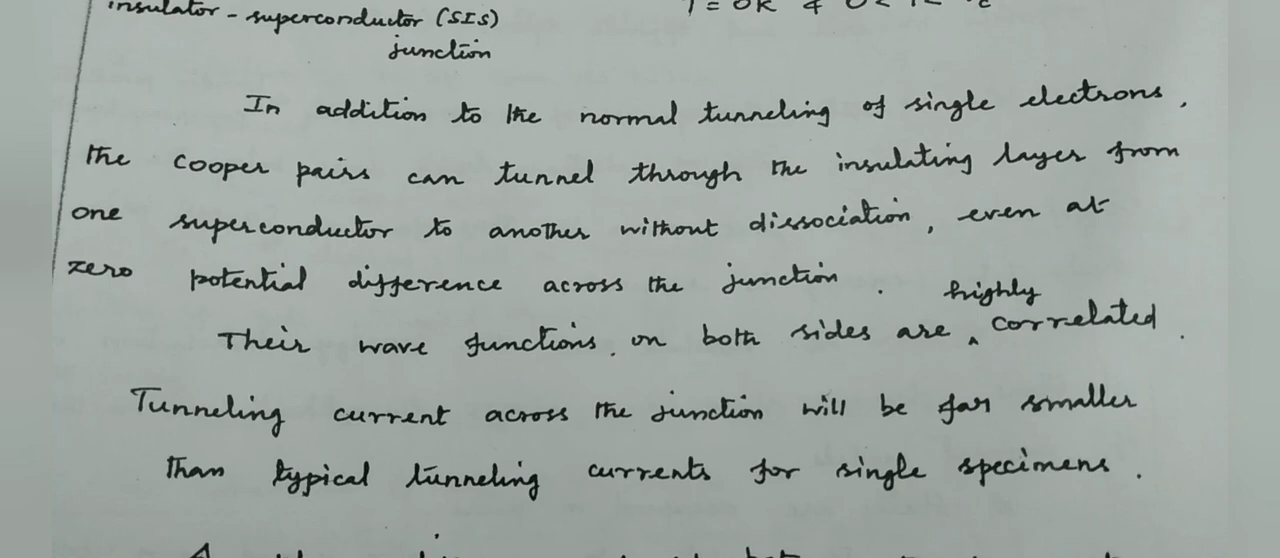 insulator - superconductor (SIS)
junction
T = 0K & 0 < T <
In addition to the normal tunneling of single electrons,
the cooper pairs can tunnel through the insulating layer from
one superconductor to another without dissociation, even at
zero potential difference across the junction.
highly
Their wave functions, on both sides are ‸ correlated.
Tunneling current across the junction will be far smaller
than typical tunneling currents for single specimens.